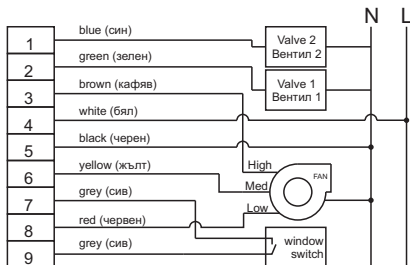 N L
1 blue (син)
2 green (зелен)
3 brown (кафяв)
4 white (бял)
5 black (черен)
6 yellow (жълт)
7 grey (сив)
8 red (червен)
9 grey (сив)
Valve 2
Вентил 2
Valve 1
Вентил 1
High
Med
Low
FAN
window
switch